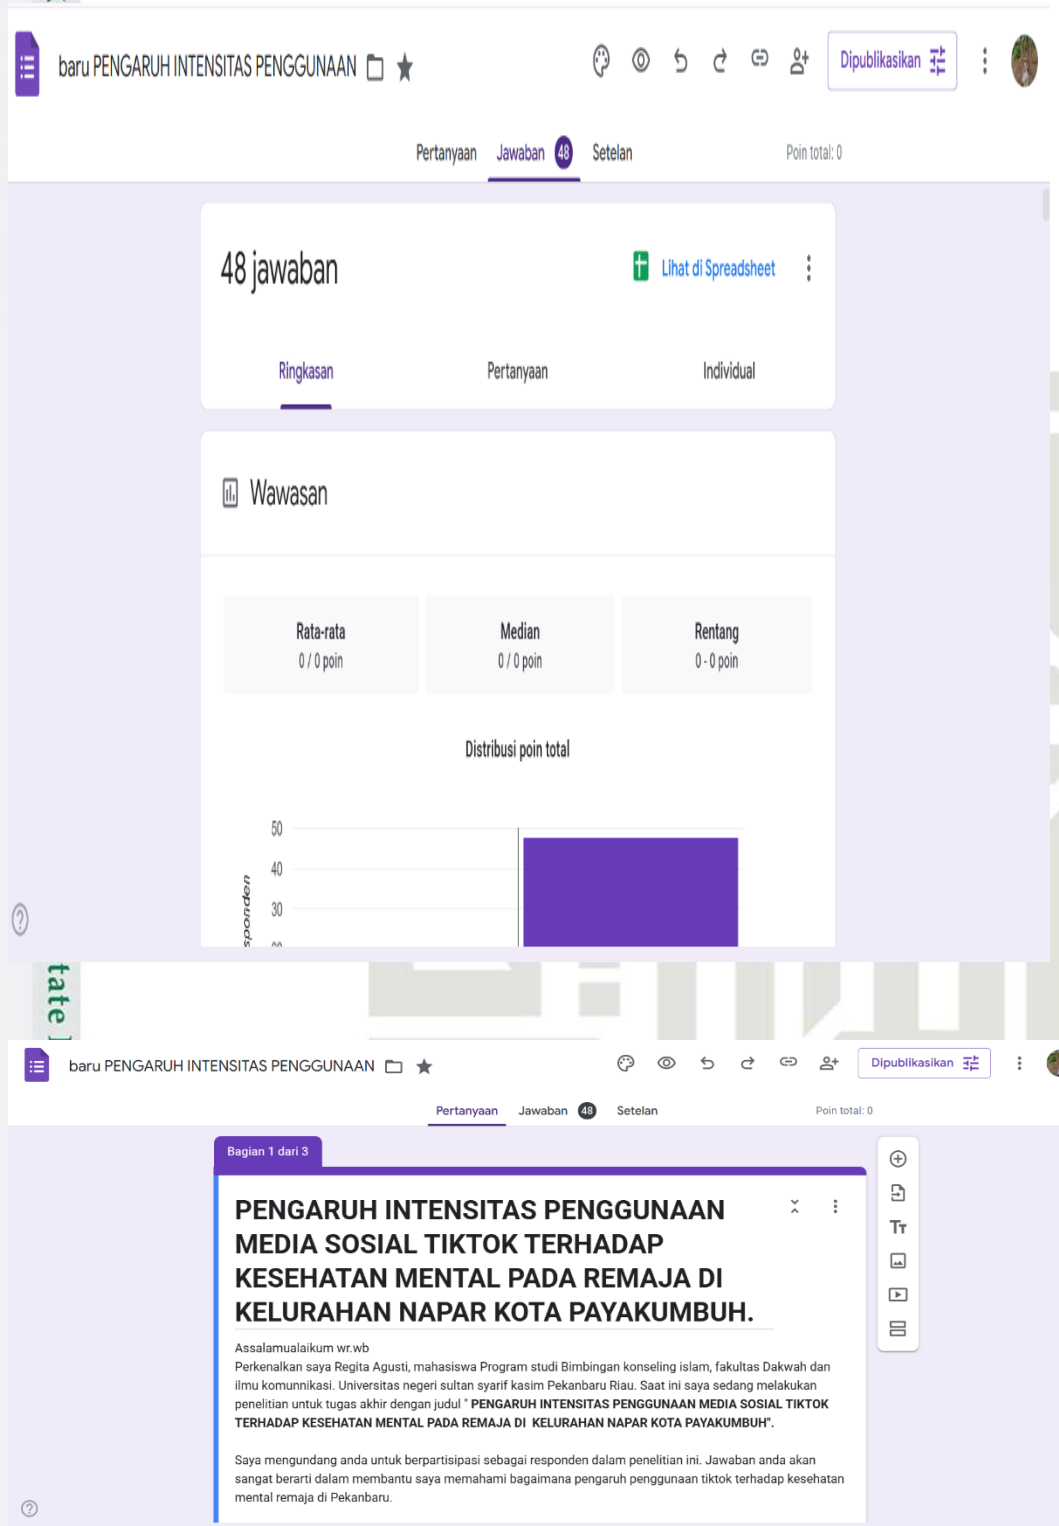 baru PENGARUH INTENSITAS PENGGUNAAN
Dipublikasikan
Pertanyaan Jawaban 48 Setelan Poin total: 0
48 jawaban
Lihat di Spreadsheet
Ringkasan Pertanyaan Individual
Wawasan
Rata-rata Median Rentang
0 / 0 poin 0 / 0 poin 0 - 0 poin
Distribusi poin total
50
40
30
tate
baru PENGARUH INTENSITAS PENGGUNAAN
Dipublikasikan
Pertanyaan Jawaban 48 Setelan Poin total: 0
Bagian 1 dari 3
PENGARUH INTENSITAS PENGGUNAAN
MEDIA SOSIAL TIKTOK TERHADAP
KESEHATAN MENTAL PADA REMAJA DI
KELURAHAN NAPAR KOTA PAYAKUMBUH.
Assalamualaikum wr.wb
Perkenalkan saya Regita Agusti, mahasiswa Program studi Bimbingan konseling islam, fakultas Dakwah dan
ilmu komunnikasi. Universitas negeri sultan syarif kasim Pekanbaru Riau. Saat ini saya sedang melakukan
penelitian untuk tugas akhir dengan judul " PENGARUH INTENSITAS PENGGUNAAN MEDIA SOSIAL TIKTOK
TERHADAP KESEHATAN MENTAL PADA REMAJA DI  KELURAHAN NAPAR KOTA PAYAKUMBUH".
Saya mengundang anda untuk berpartisipasi sebagai responden dalam penelitian ini. Jawaban anda akan
sangat berarti dalam membantu saya memahami bagaimana pengaruh penggunaan tiktok terhadap kesehatan
mental remaja di Pekanbaru.